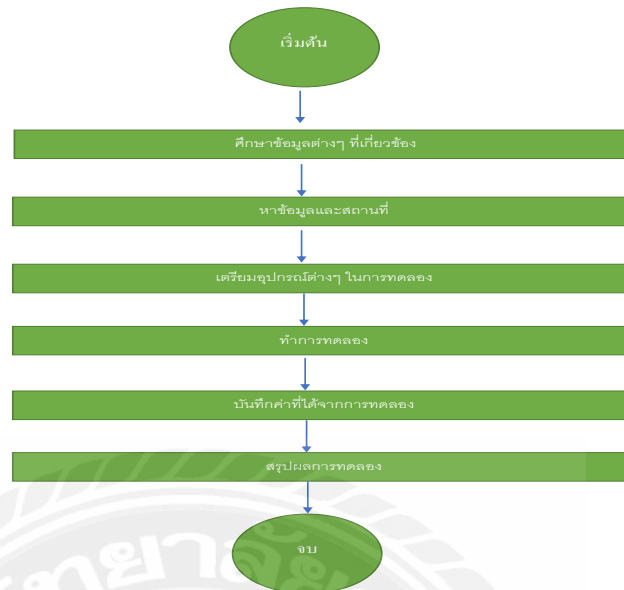 เริ่มต้น
ศึกษาข้อมูลต่างๆ ที่เกี่ยวข้อง
หาข้อมูลและสถานที่
เตรียมอุปกรณ์ต่างๆ ในการทดลอง
ทำการทดลอง
บันทึกค่าที่ได้จากการทดลอง
สรุปผลการทดลอง
จบ